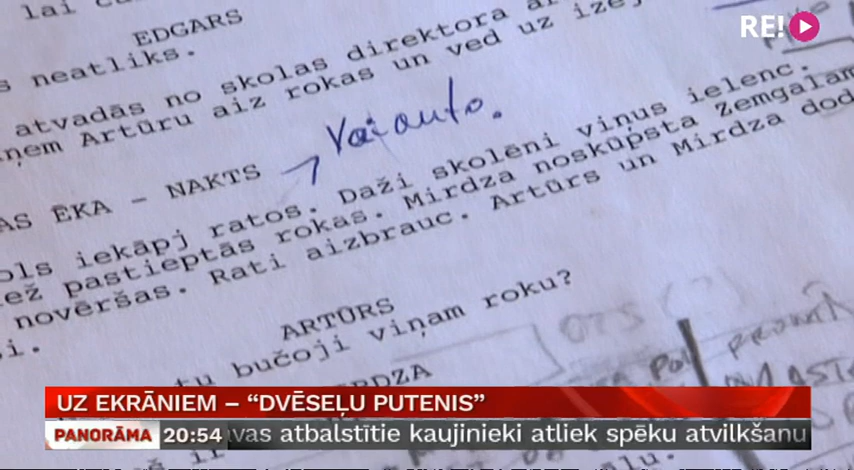 lai
RE!
EDGARS
s neatliks.
atvadās no skolas direktora
ņem Artūru aiz rokas un ved uz izej
Vai auto.
AS ĒKA – NAKTS
ols iekāpj ratos. Daži skolēni viņus ielenc.
ež pastieptās rokas. Mirdza noskūpsta Zemgalam
novēršas. Rati aizbrauc. Artūrs un Mirdza dod
i.
ARTŪRS
tu bučoji viņam roku?
OTS (?)
RDZA
UZ EKRĀNIEM – “DVĒSEĻU PUTENIS”
PANORĀMA 20:54 avas atbalstītie kaujinieki atliek spēku atvilkšanu